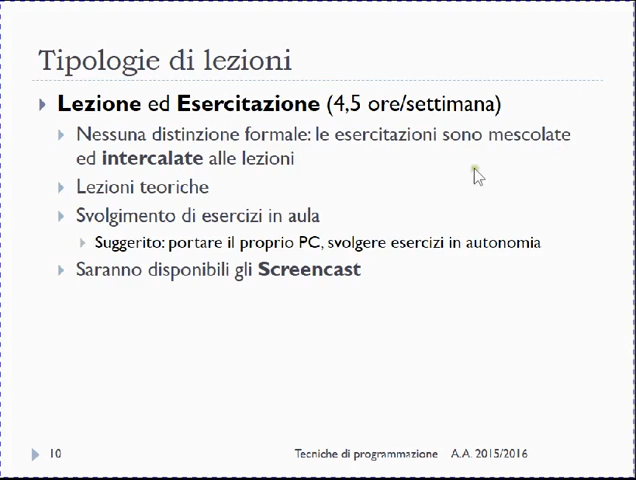 Tipologie di lezioni
Lezione ed Esercitazione (4,5 ore/settimana)
Nessuna distinzione formale: le esercitazioni sono mescolate
ed intercalate alle lezioni
Lezioni teoriche
Svolgimento di esercizi in aula
Suggerito: portare il proprio PC, svolgere esercizi in autonomia
Saranno disponibili gli Screencast
10 Tecniche di programmazione A.A. 2015/2016